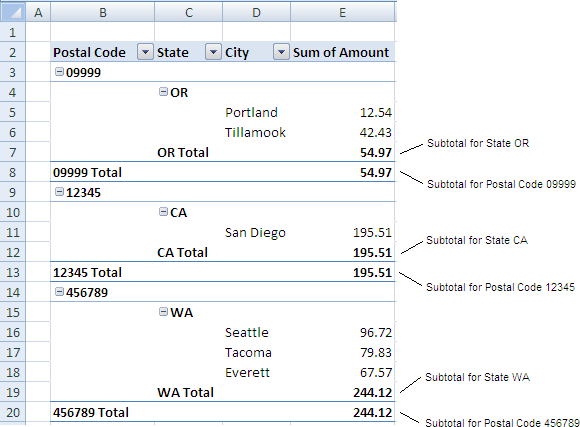 A B C D E
1
2 Postal Code State City Sum of Amount
3 09999
4 OR
5 Portland 12.54
6 Tillamook 42.43
7 OR Total 54.97 Subtotal for State OR
8 09999 Total 54.97 Subtotal for Postal Code 09999
9 12345
10 CA
11 San Diego 195.51
12 CA Total 195.51 Subtotal for State CA
13 12345 Total 195.51 Subtotal for Postal Code 12345
14 456789
15 WA
16 Seattle 96.72
17 Tacoma 79.83
18 Everett 67.57
19 WA Total 244.12 Subtotal for State WA
20 456789 Total 244.12 Subtotal for Postal Code 456789